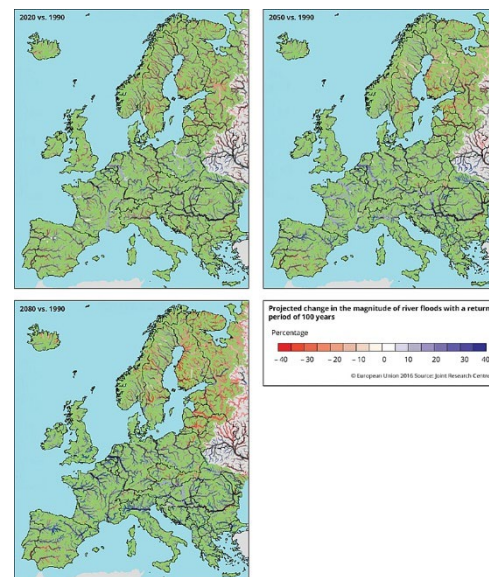 2020 vs. 1990
2050 vs. 1990
2080 vs. 1990
Projected change in the magnitude of river floods with a return
period of 100 years
Percentage
– 40 – 30 – 20 – 10 0 10 20 30 40
© European Union 2016 Source: Joint Research Centre